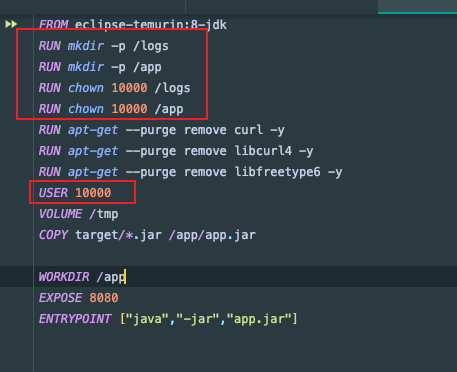 FROM eclipse-temurin:8-jdk
RUN mkdir -p /logs
RUN mkdir -p /app
RUN chown 10000 /logs
RUN chown 10000 /app
RUN apt-get --purge remove curl -y
RUN apt-get --purge remove libcurl4 -y
RUN apt-get --purge remove libfreetype6 -y
USER 10000
VOLUME /tmp
COPY target/*.jar /app/app.jar
WORKDIR /app
EXPOSE 8080
ENTRYPOINT ["java","-jar","app.jar"]